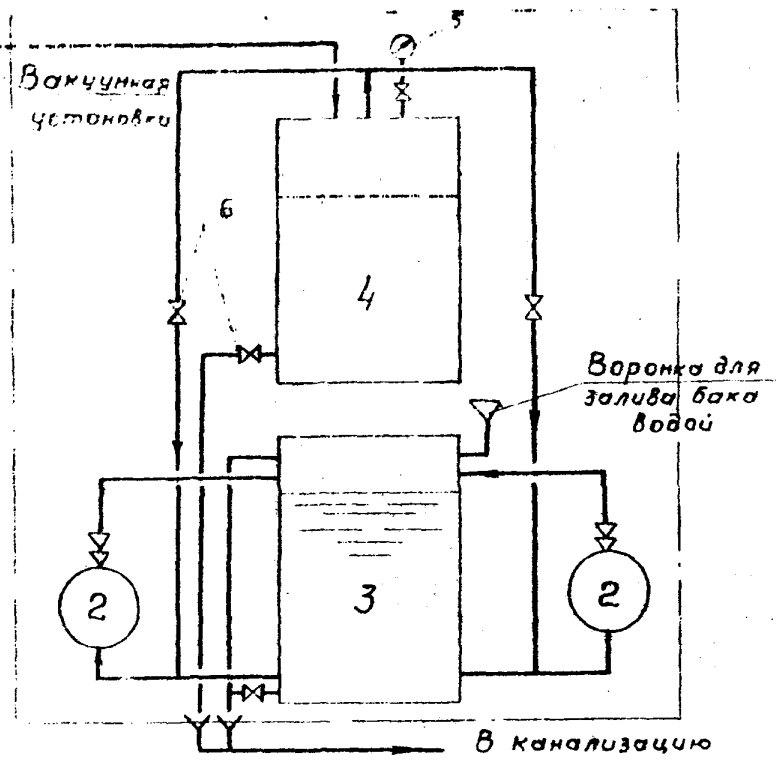 5
Вакуумная
установки
6
4
Воронка для
залива бака
водой
3
2
2
В канализацию